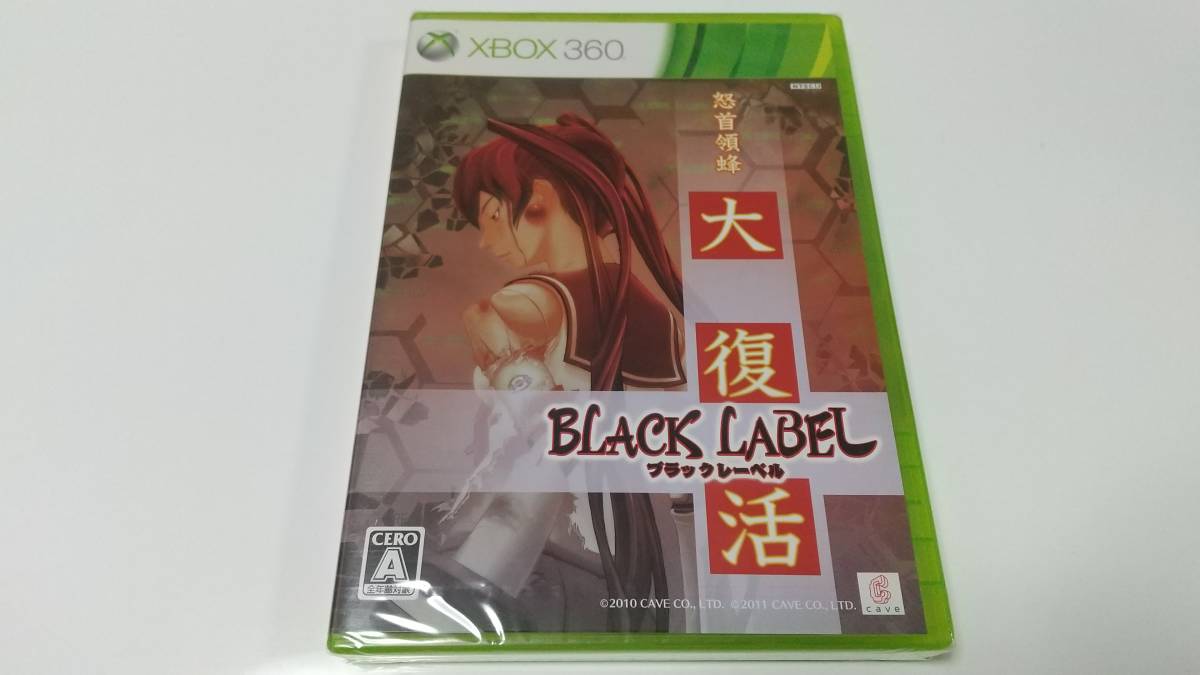 XBOX 360
NTSC J
怒首領蜂
大
復
活
BLACK LABEL
ブラックレーベル
CERO
A
全年齢対象
©2010 CAVE CO., LTD. ©2011 CAVE CO., LTD.
cave